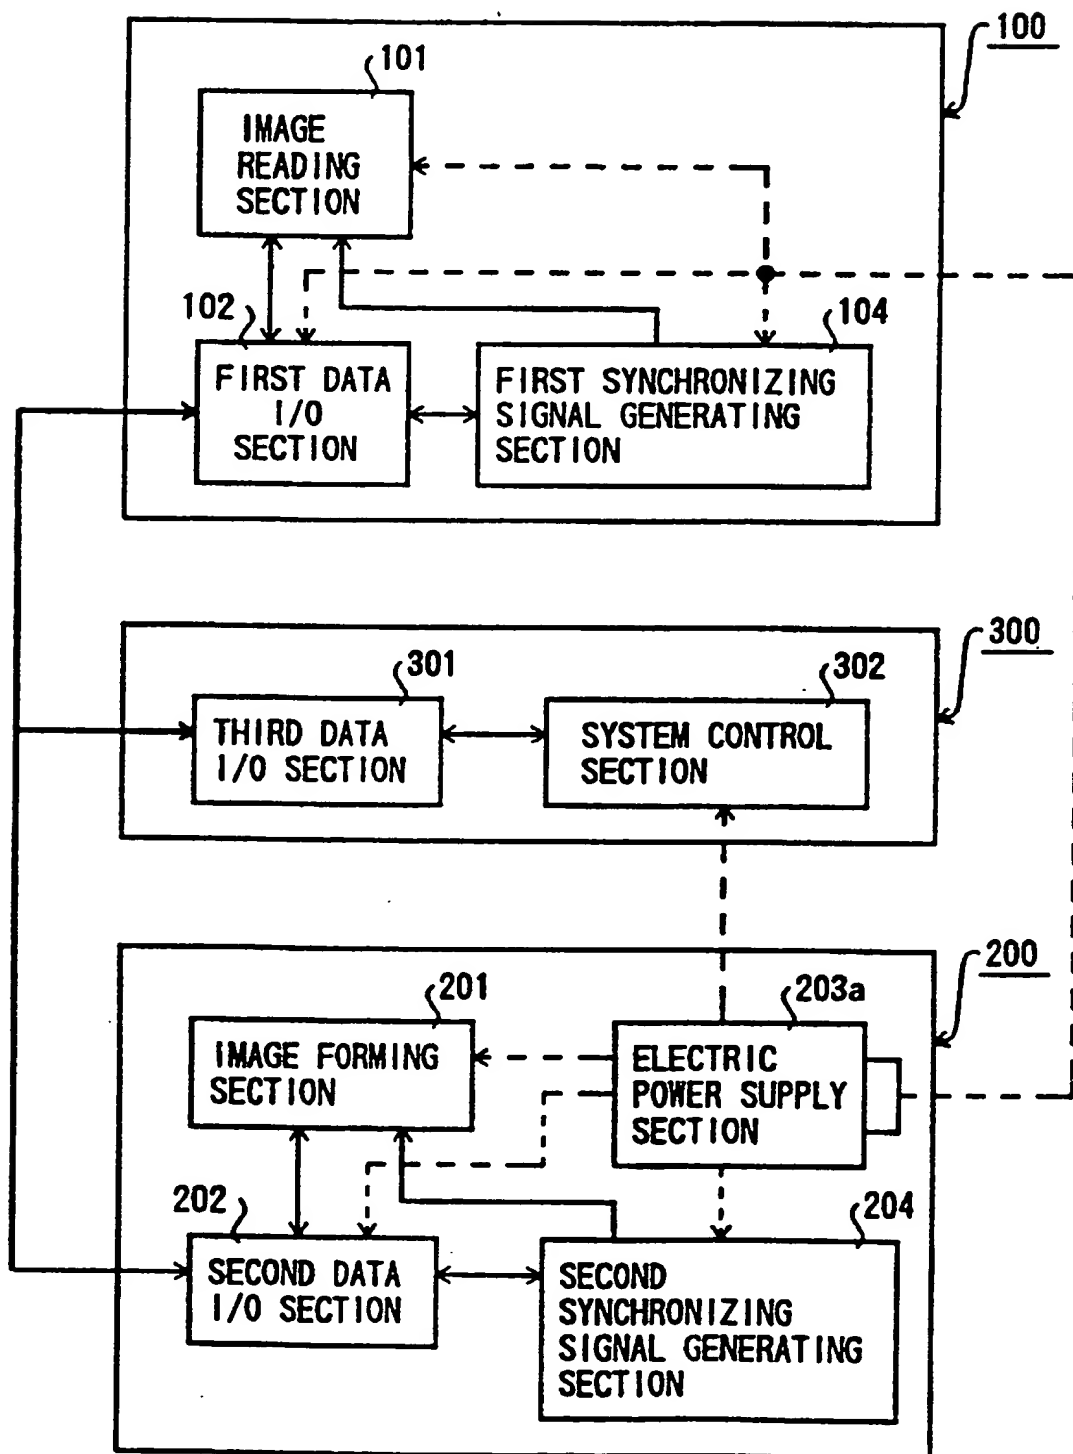 100
101
IMAGE
READING
SECTION
102
104
FIRST DATA
I/O
SECTION
FIRST SYNCHRONIZING
SIGNAL GENERATING
SECTION
300
301
302
THIRD DATA
I/O SECTION
SYSTEM CONTROL
SECTION
200
201
203a
IMAGE FORMING
SECTION
ELECTRIC
POWER SUPPLY
SECTION
202
204
SECOND DATA
I/O SECTION
SECOND
SYNCHRONIZING
SIGNAL GENERATING
SECTION